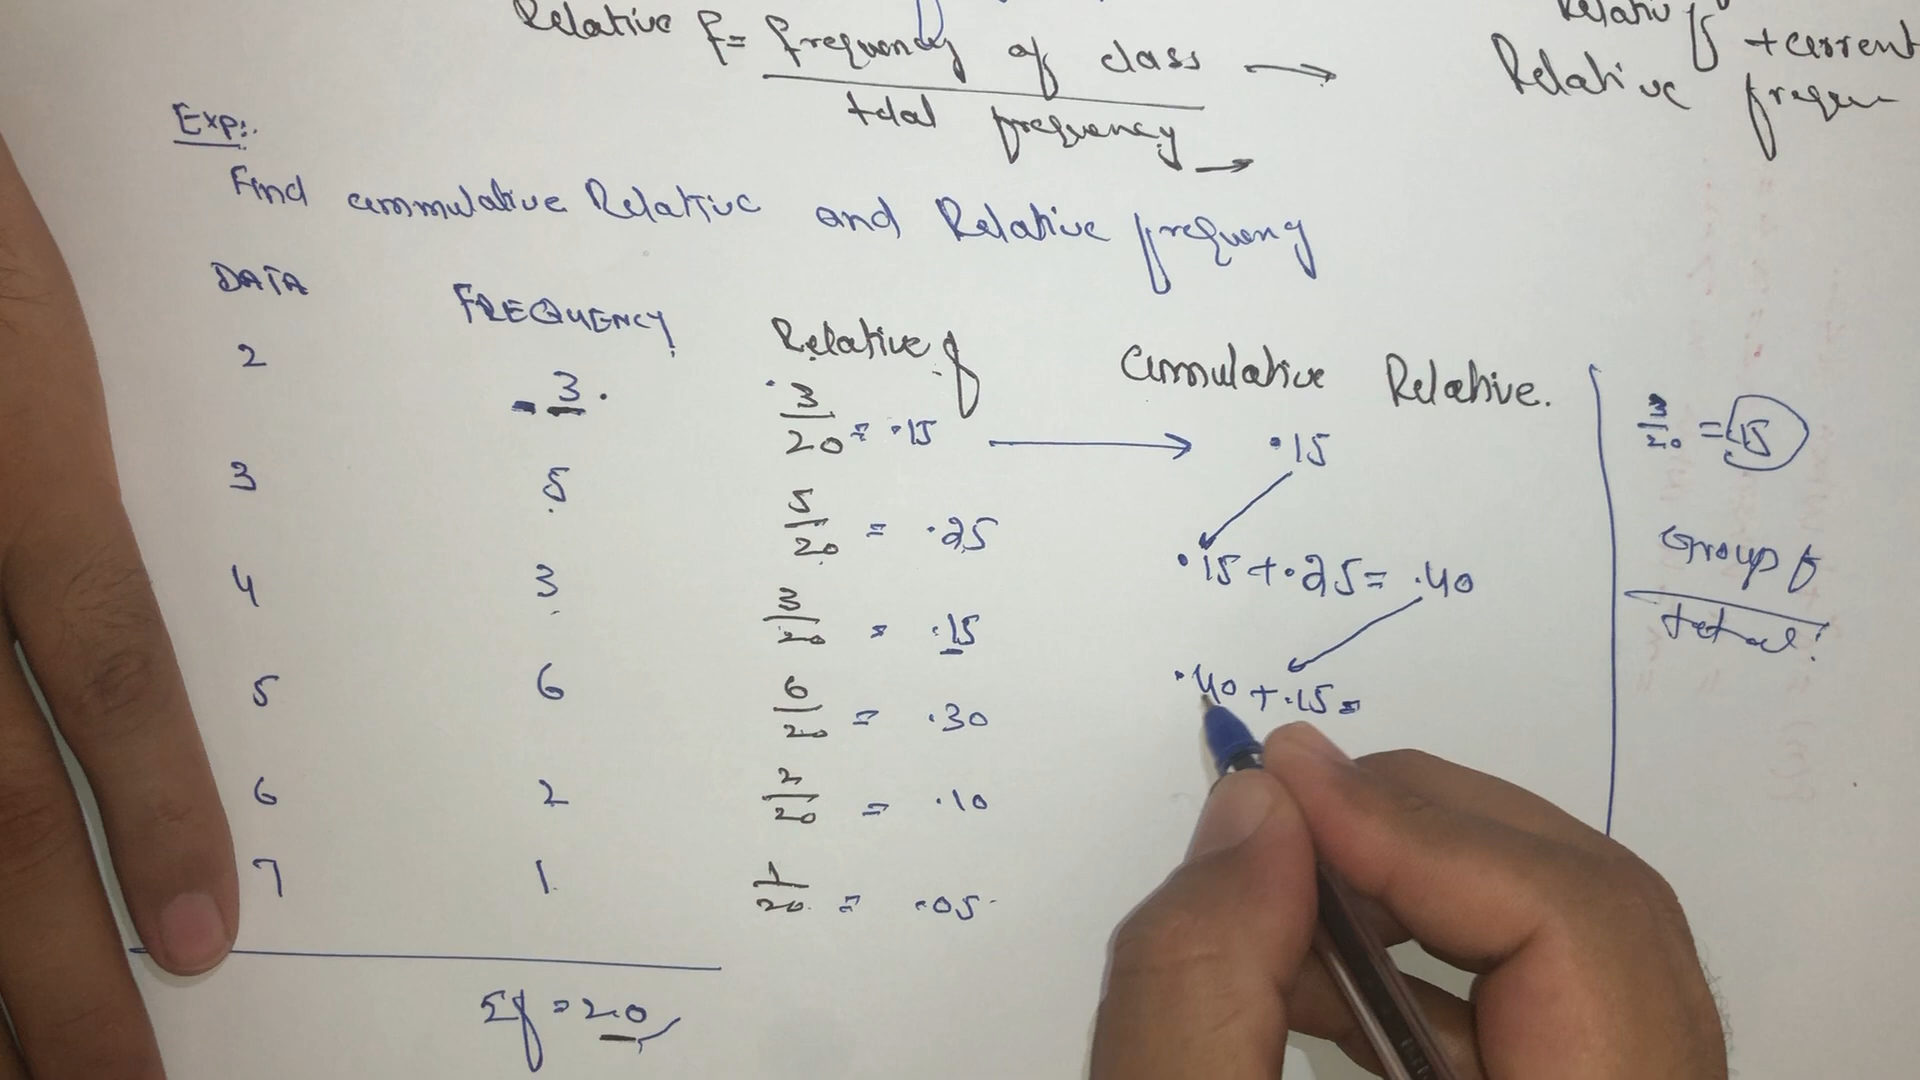 Relative f = frequency of class
total frequency
Relative f + current
Relative freque
Exp:
Find cummulative Relative and Relative frequency
DATA FREQUENCY Relative f Cumulative Relative.
2 3 3/20 = .15 .15
3 5 5/20 = .25 .15 + .25 = .40
4 3 3/20 = .15 .40 + .15 =
5 6 6/20 = .30
6 2 2/20 = .10
7 1 1/20 = .05
Σf = 20
3/20 = .15
Group f
total